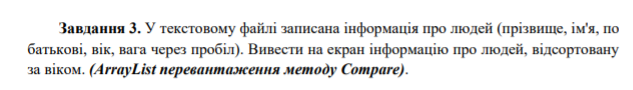 Завдання 3. У текстовому файлі записана інформація про людей (прізвище, ім'я, по
батькові, вік, вага через пробіл). Вивести на екран інформацію про людей, відсортовану
за віком. (ArrayList перевантаження методу Compare).